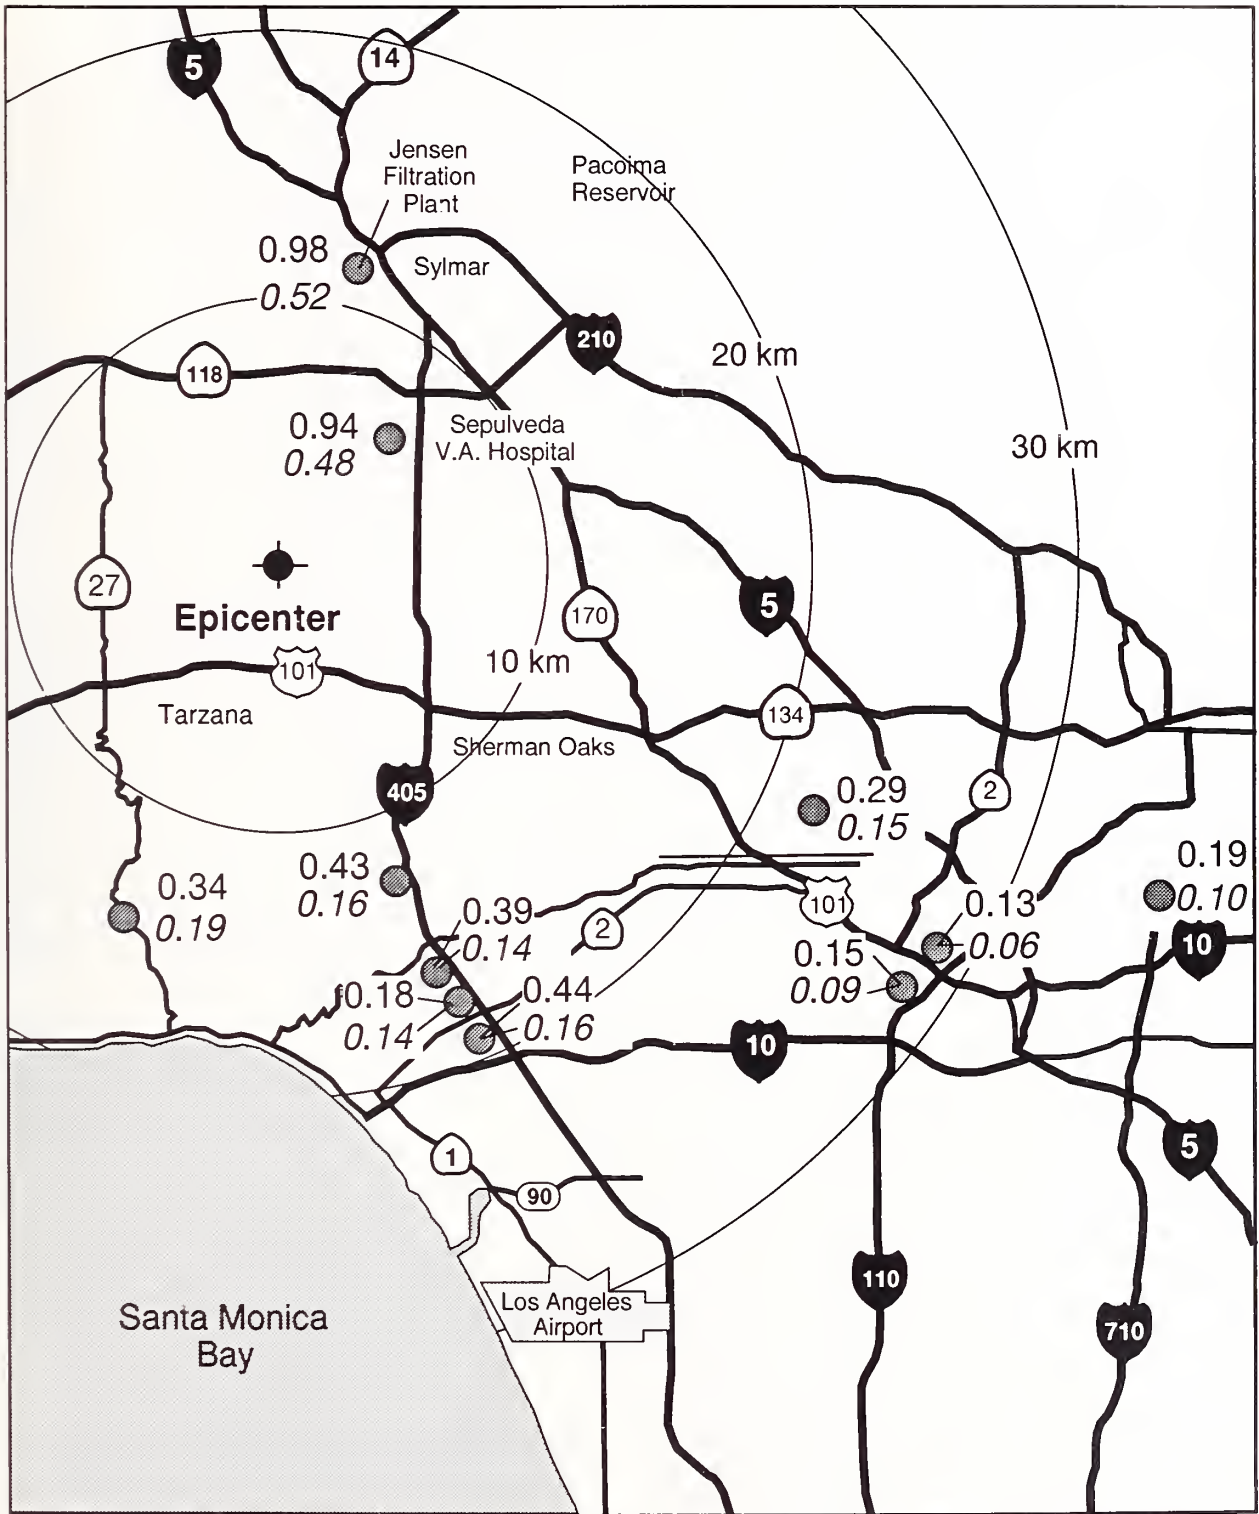 5
14
Jensen
Filtration
Plant
Pacoima
Reservoir
0.98
Sylmar
0.52
210
20 km
118
0.94
0.48
Sepulveda
V.A. Hospital
30 km
27
Epicenter
170
5
101
10 km
Tarzana
134
Sherman Oaks
405
2
0.29
0.15
0.43
0.16
0.34
0.19
0.39
0.14
2
101
0.13
0.06
0.19
0.10
10
0.15
0.09
0.18
0.14
0.44
0.16
10
1
90
5
110
Los Angeles
Airport
Santa Monica
Bay
710